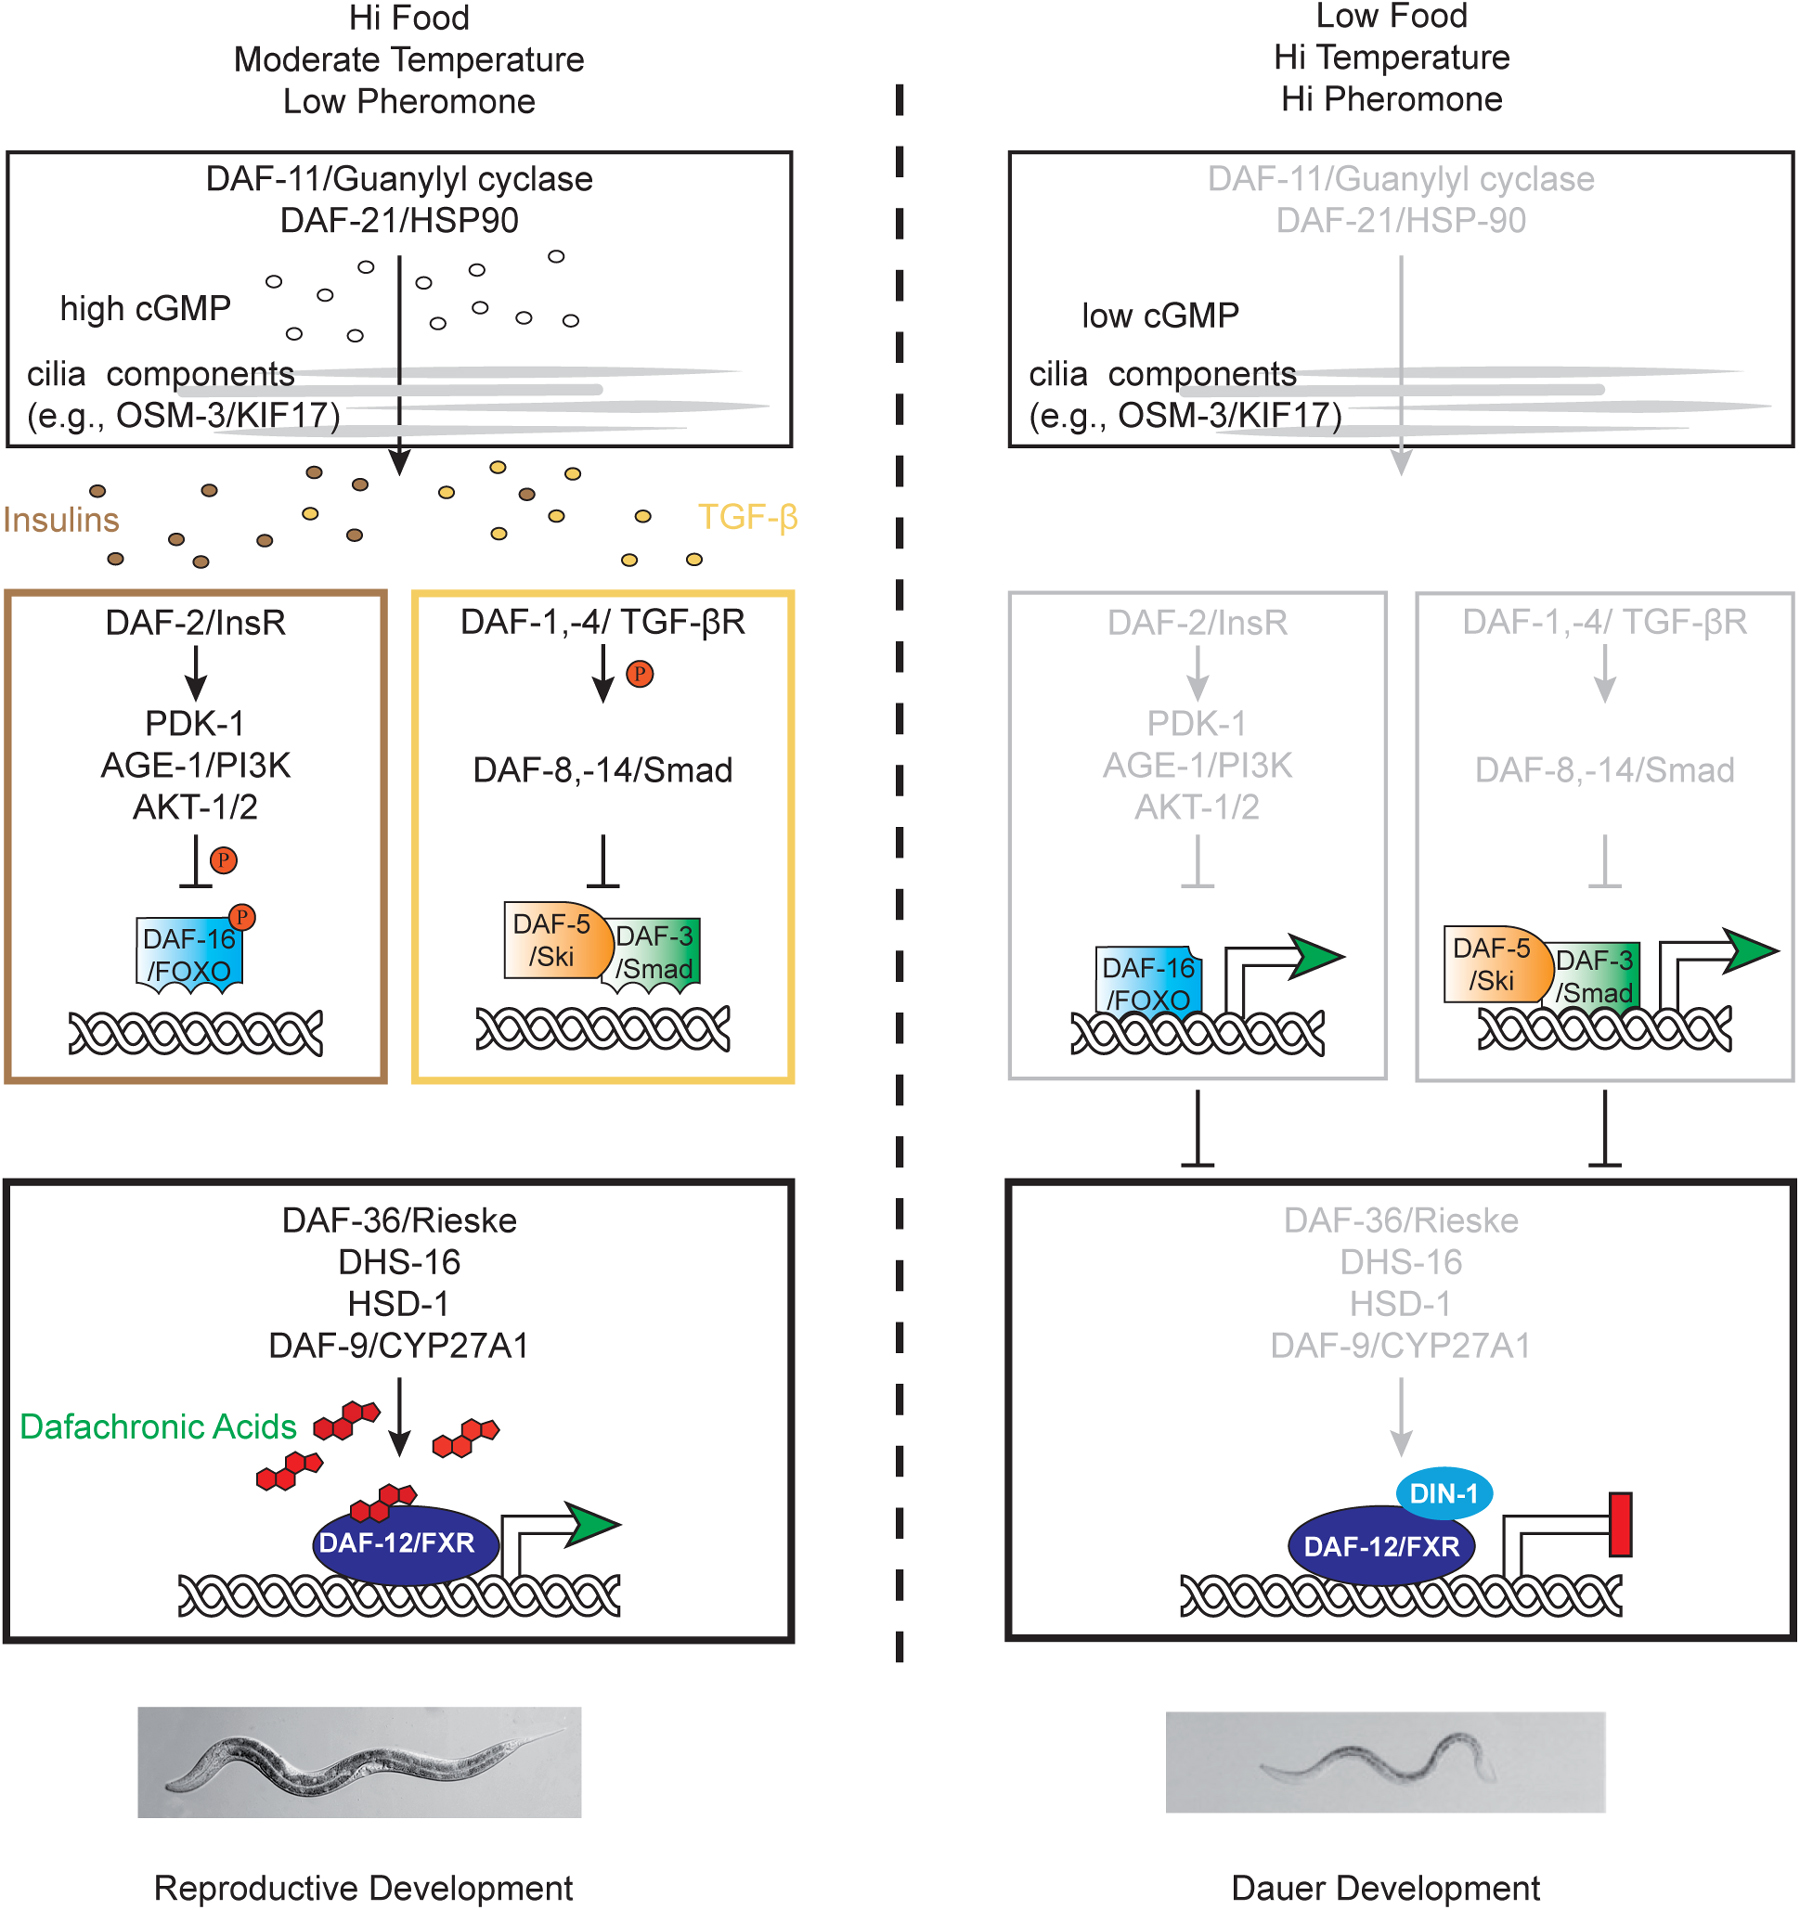 Hi Food
Moderate Temperature
Low Pheromone
DAF-11/Guanylyl cyclase
DAF-21/HSP90
high cGMP
cilia components
(e.g., OSM-3/KIF17)
Insulins
TGF-β
DAF-2/InsR
PDK-1
AGE-1/PI3K
AKT-1/2
P
P
DAF-16
/FOXO
DAF-1,-4/ TGF-βR
P
DAF-8,-14/Smad
DAF-5
/Ski
DAF-3
/Smad
DAF-36/Rieske
DHS-16
HSD-1
DAF-9/CYP27A1
Dafachronic Acids
DAF-12/FXR
Reproductive Development
Low Food
Hi Temperature
Hi Pheromone
DAF-11/Guanylyl cyclase
DAF-21/HSP-90
low cGMP
cilia components
(e.g., OSM-3/KIF17)
DAF-2/InsR
PDK-1
AGE-1/PI3K
AKT-1/2
DAF-16
/FOXO
DAF-1,-4/ TGF-βR
DAF-8,-14/Smad
DAF-5
/Ski
DAF-3
/Smad
DAF-36/Rieske
DHS-16
HSD-1
DAF-9/CYP27A1
DIN-1
DAF-12/FXR
Dauer Development